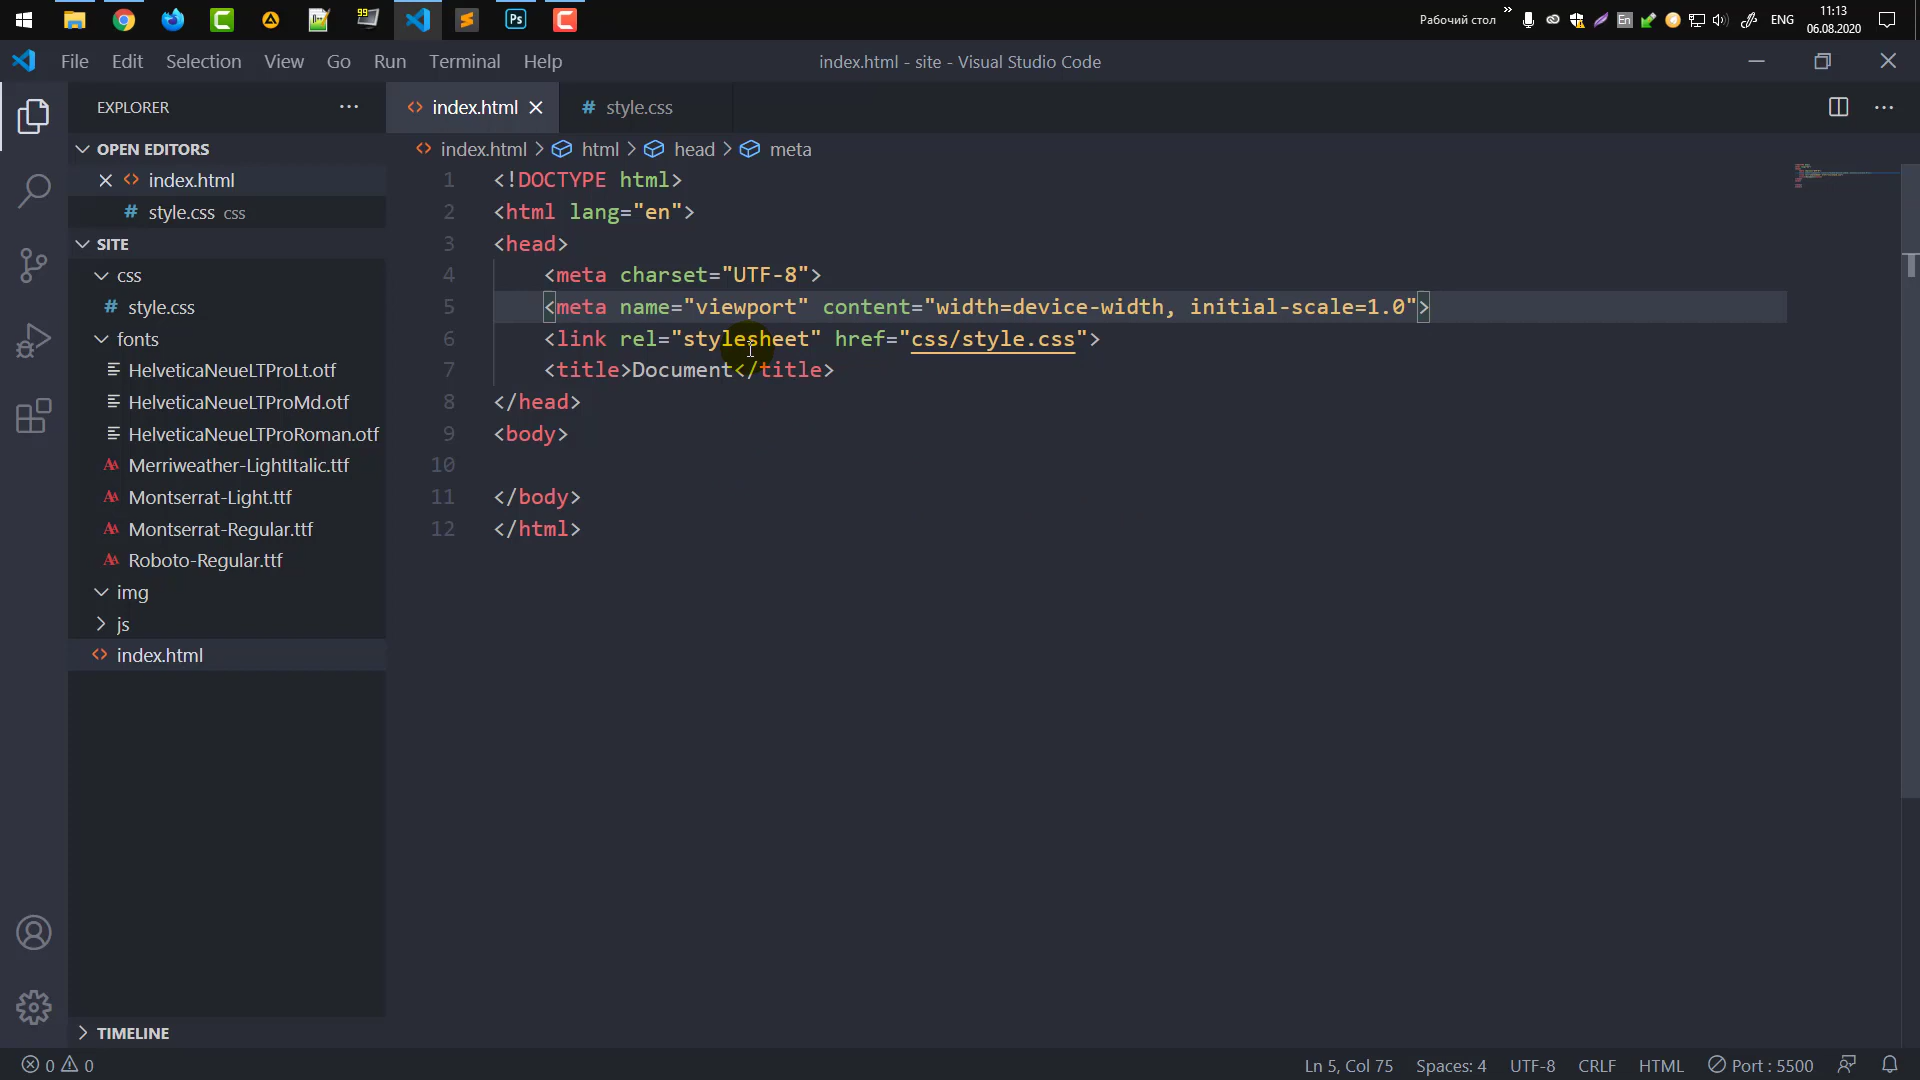 Рабочий стол
»
En
ENG
11:13
06.08.2020
Ps
File Edit Selection View Go Run Terminal Help
index.html - site - Visual Studio Code
EXPLORER
OPEN EDITORS
index.html
style.css css
SITE
css
style.css
fonts
HelveticaNeueLTProLt.otf
HelveticaNeueLTProMd.otf
HelveticaNeueLTProRoman.otf
Merriweather-LightItalic.ttf
Montserrat-Light.ttf
Montserrat-Regular.ttf
Roboto-Regular.ttf
img
js
index.html
TIMELINE
index.html
# style.css
index.html > html > head > meta
1 <!DOCTYPE html>
2 <html lang="en">
3 <head>
4 <meta charset="UTF-8">
5 <meta name="viewport" content="width=device-width, initial-scale=1.0">
6 <link rel="stylesheet" href="css/style.css">
7 <title>Document</title>
8 </head>
9 <body>
10
11 </body>
12 </html>
0 0
Ln 5, Col 75 Spaces: 4 UTF-8 CRLF HTML Port : 5500